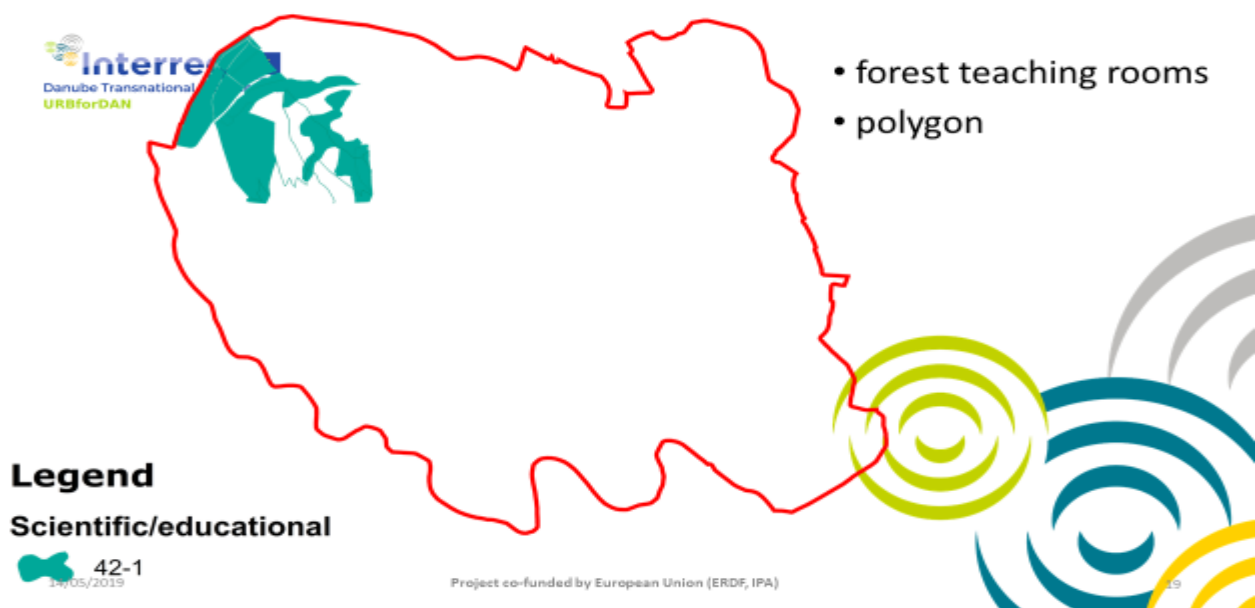 Interre
Danube Transnational
URBforDAN
• forest teaching rooms
• polygon
Legend
Scientific/educational
42-1
14/05/2019
Project co-funded by European Union (ERDF, IPA)
19